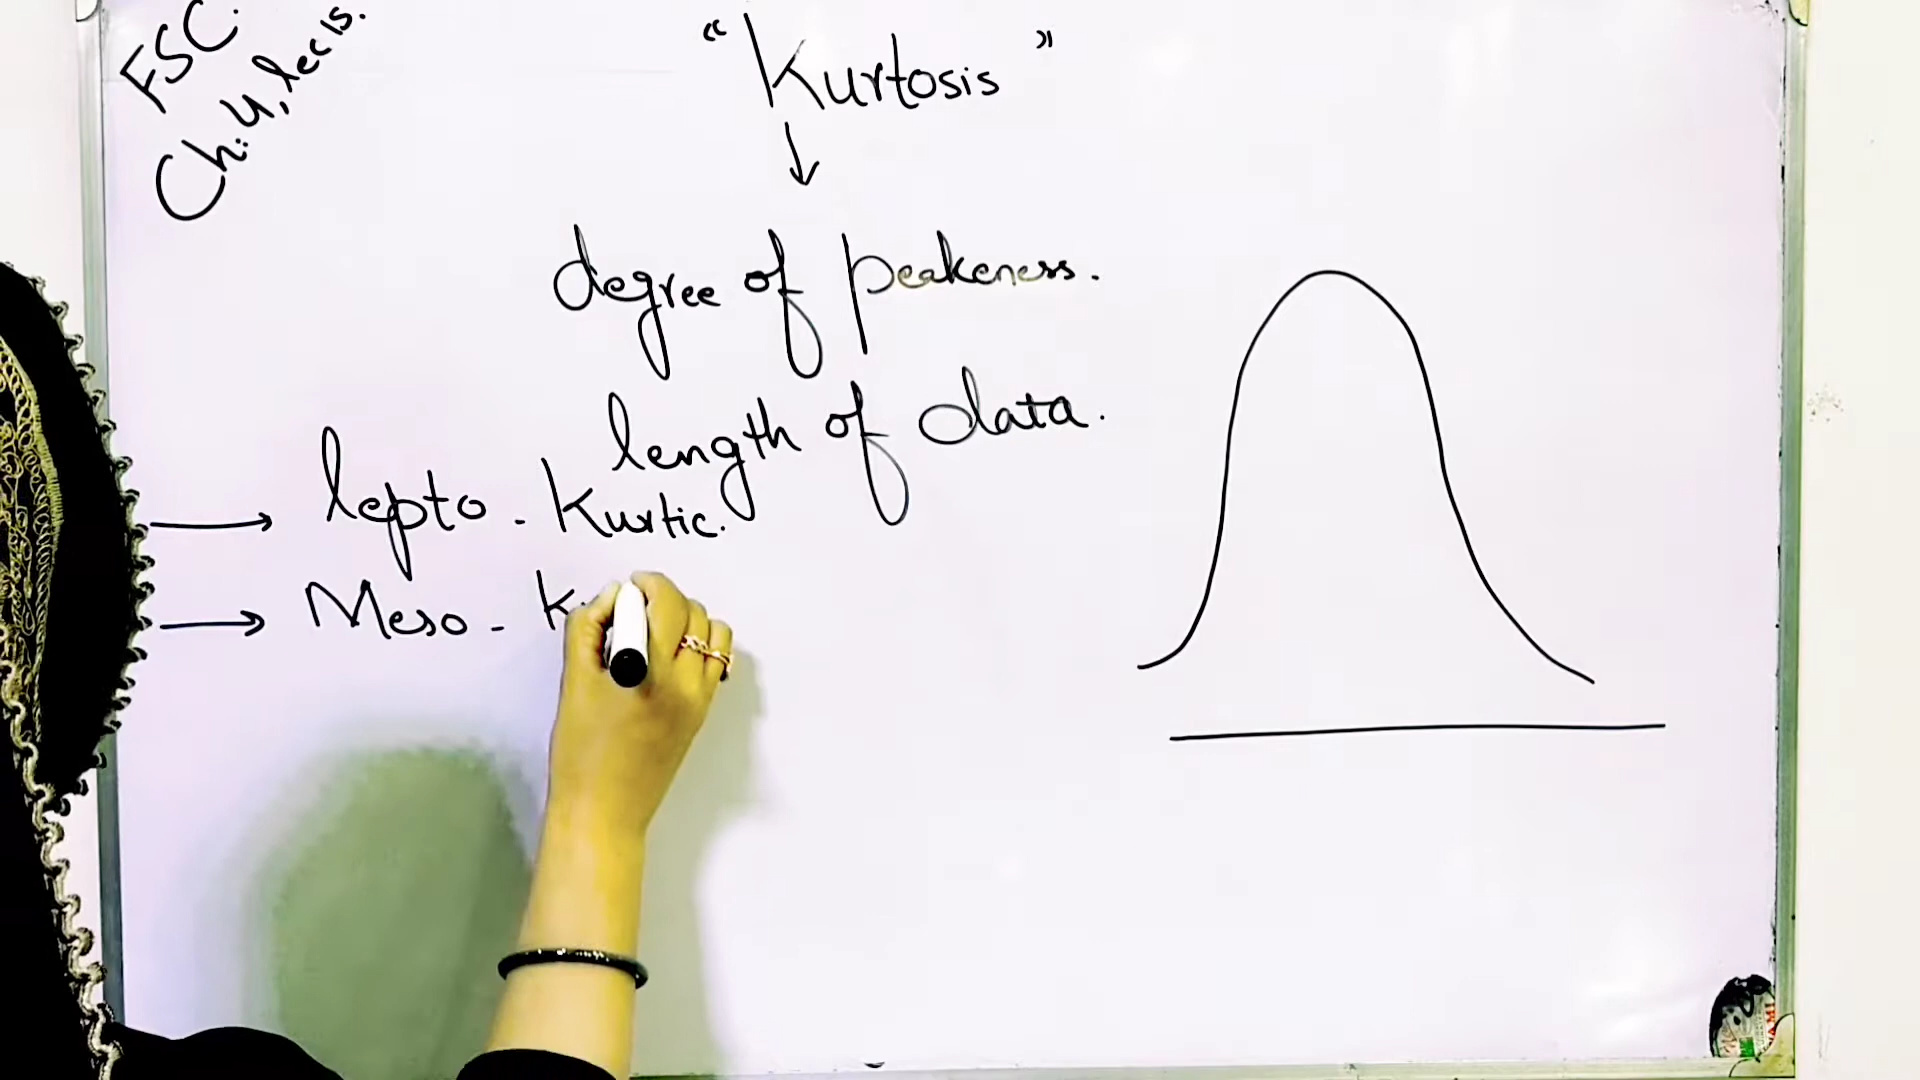 FSC.
Ch: 4, lec 15.
"Kurtosis"
degree of peakeness.
length of data.
lepto - Kurtic.
Meso - K